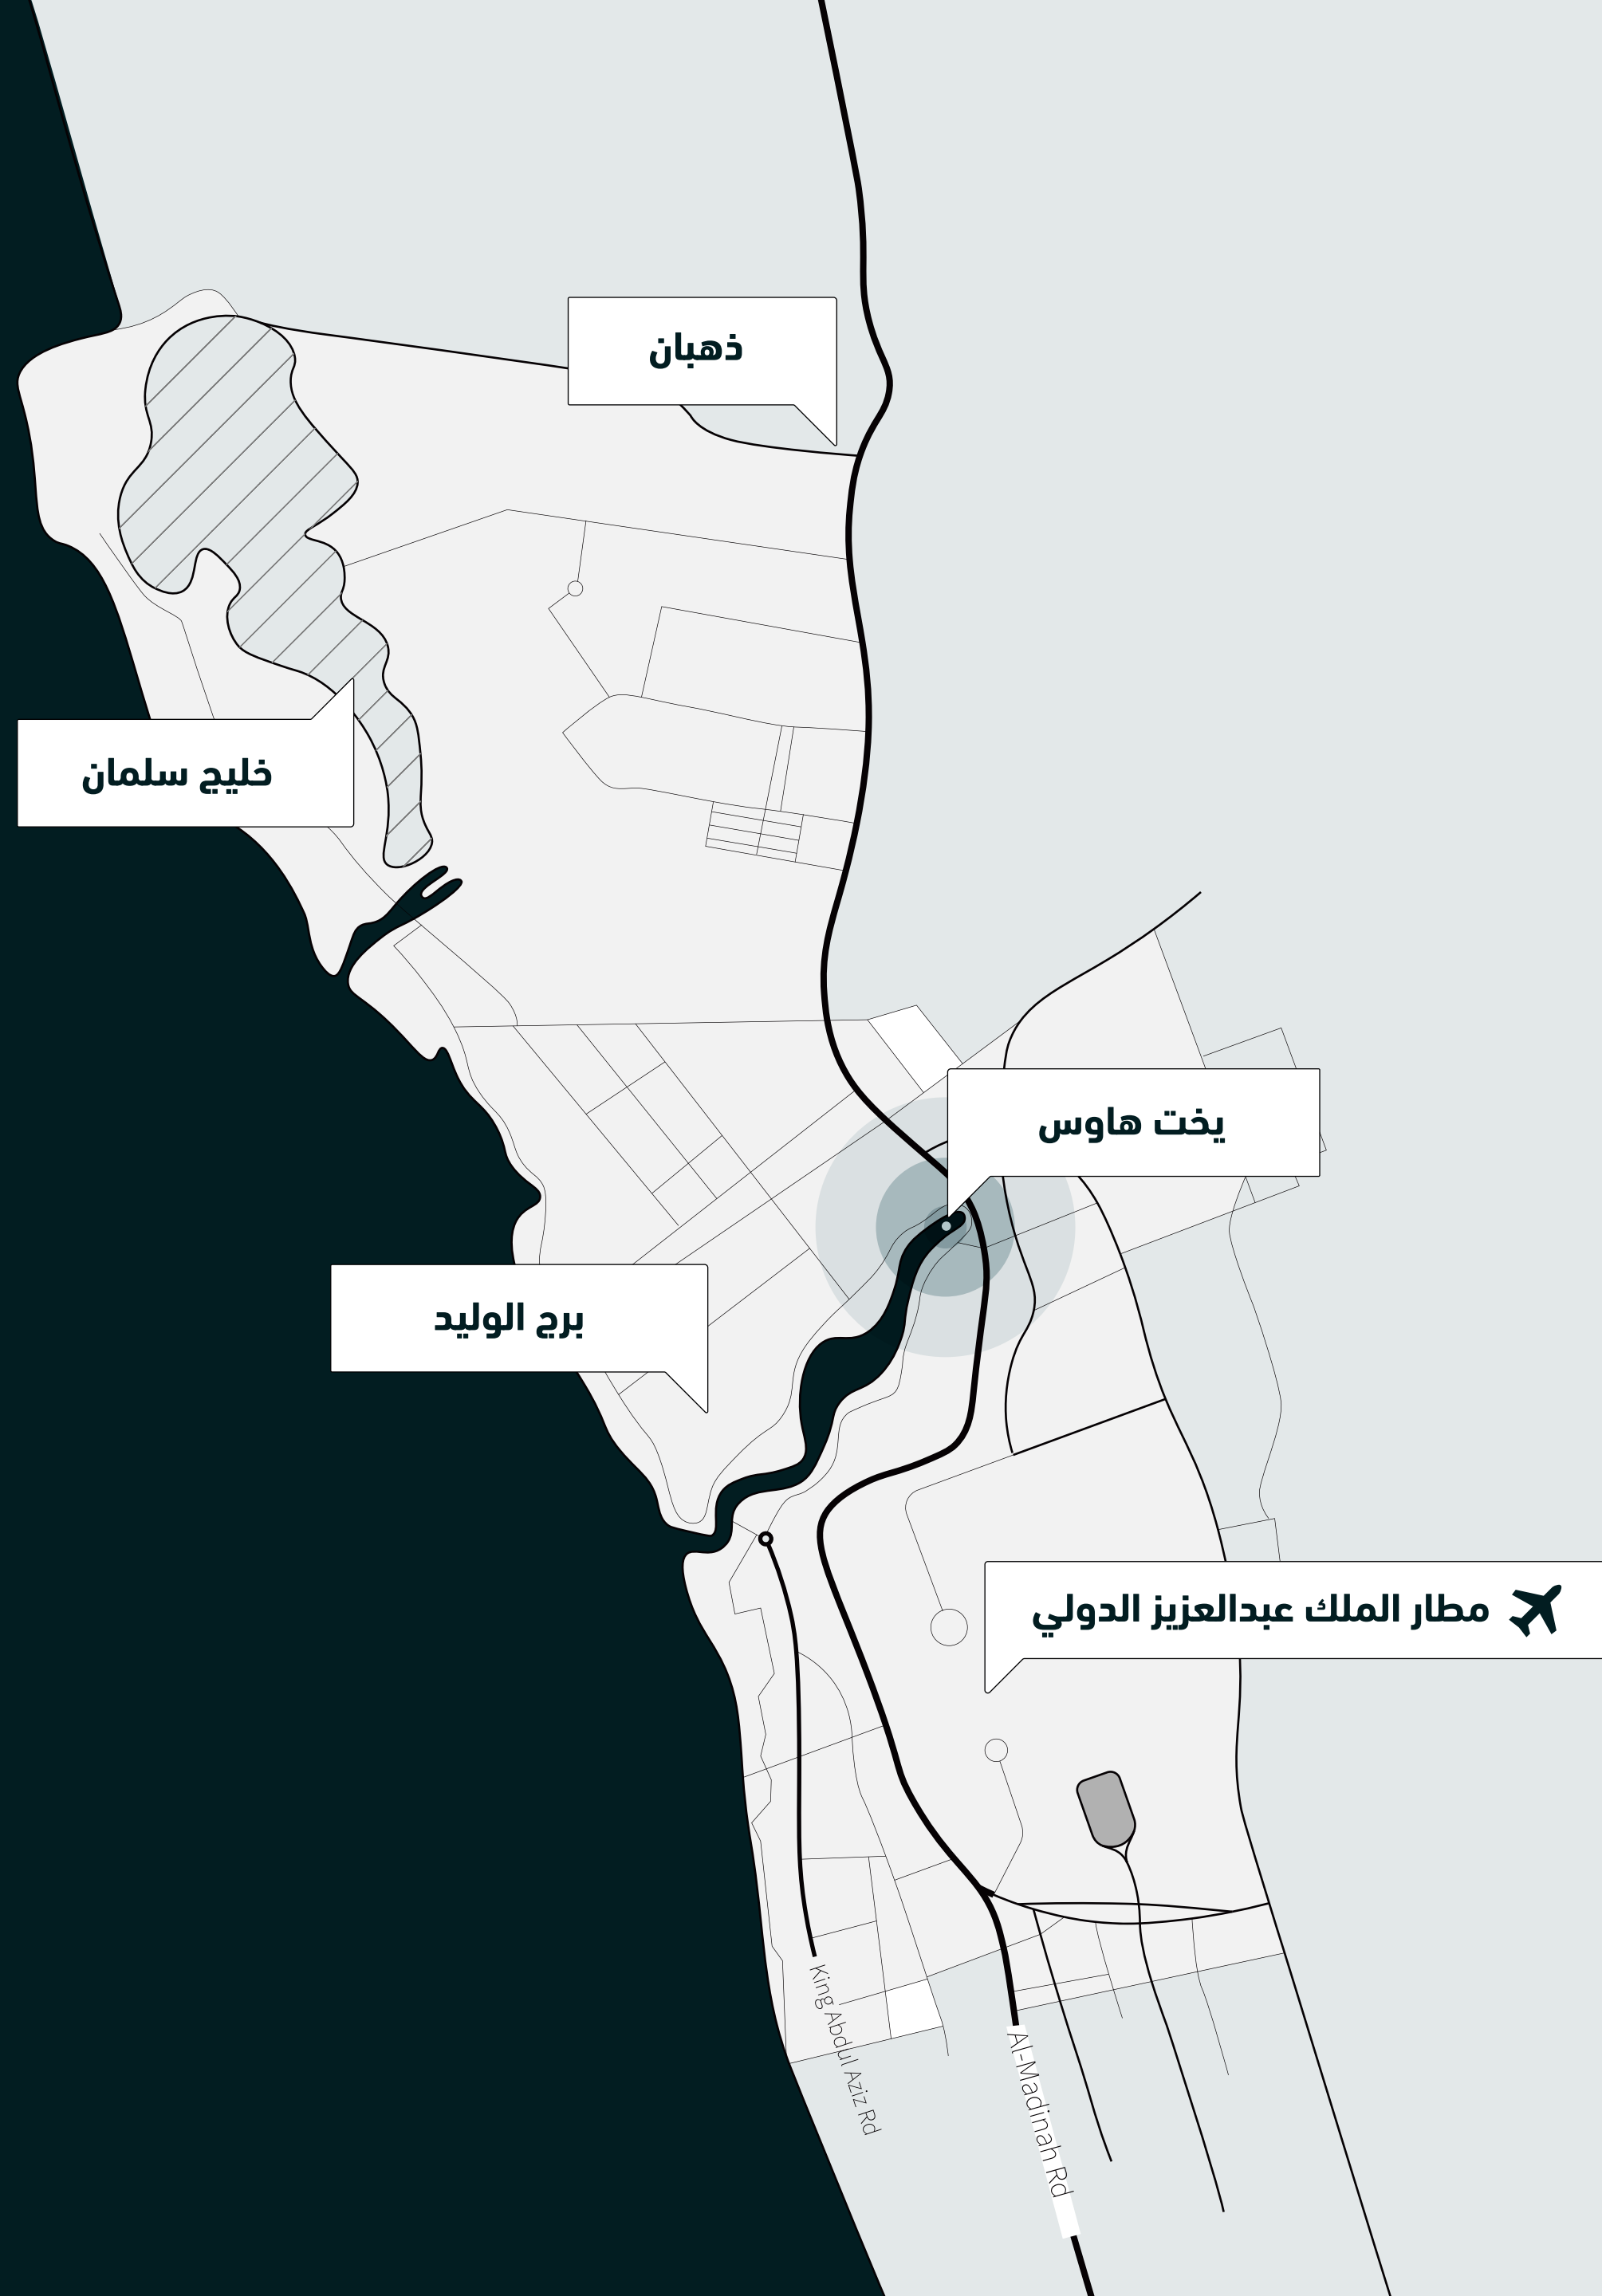 ذهبان
خليج سلمان
يخت هاوس
برج الوليد
مطار الملك عبدالعزيز الدولي
King Abdul Aziz Rd
Al-Madinah Rd